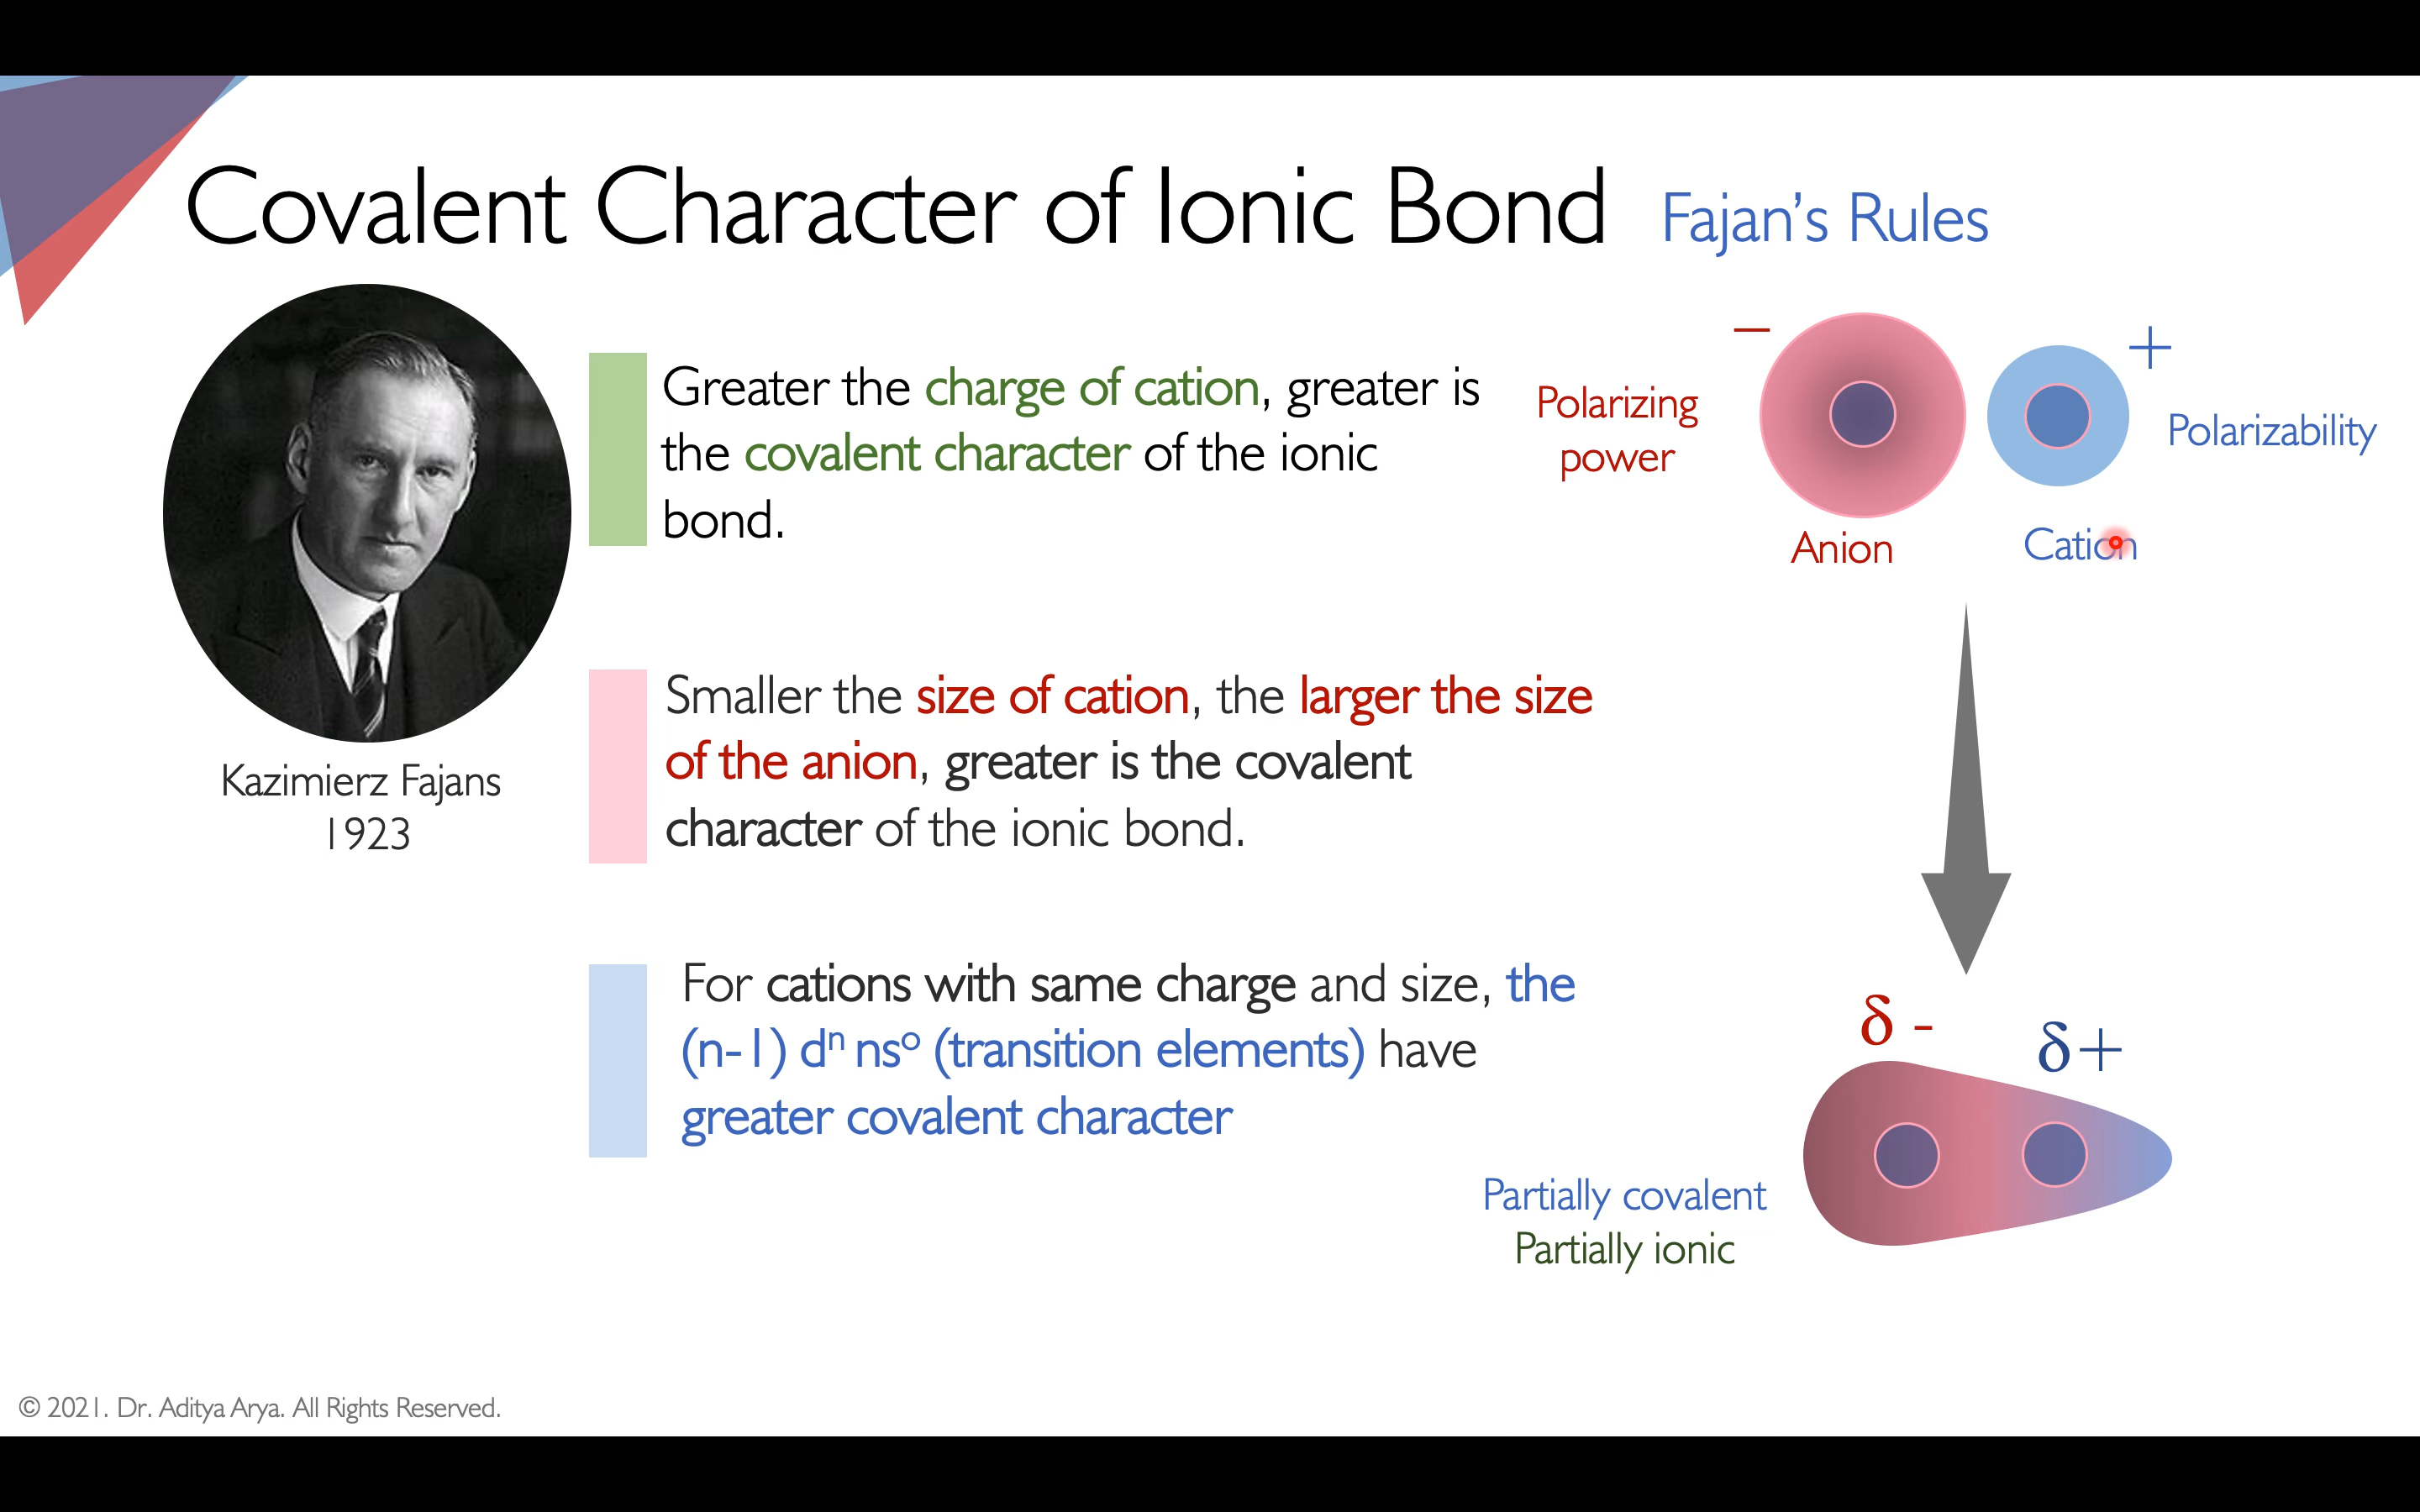 Covalent Character of Ionic Bond Fajan’s Rules
Greater the charge of cation, greater is
the covalent character of the ionic
bond.
Smaller the size of cation, the larger the size
of the anion, greater is the covalent
character of the ionic bond.
For cations with same charge and size, the
(n-1) dⁿ nsº (transition elements) have
greater covalent character
Kazimierz Fajans
1923
−
+
Polarizing
power
Polarizability
Anion
Cation
δ -
δ+
Partially covalent
Partially ionic
© 2021. Dr. Aditya Arya. All Rights Reserved.